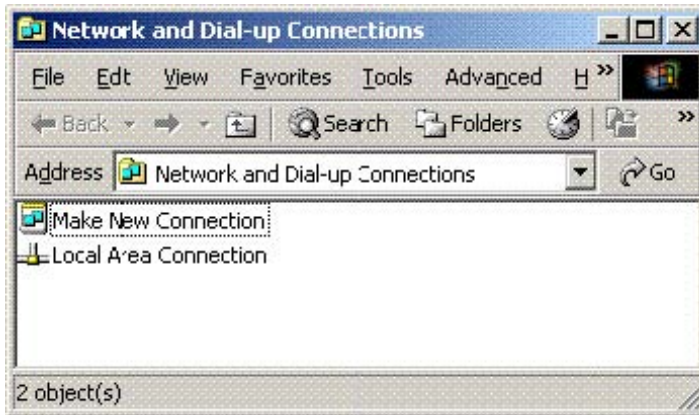 Network and Dial-up Connections
File Edt View Favorites Tools Advanced H »
Back Search Folders »
Address Network and Dial-up Connections Go
Make New Connection
Local Area Connection
2 object(s)